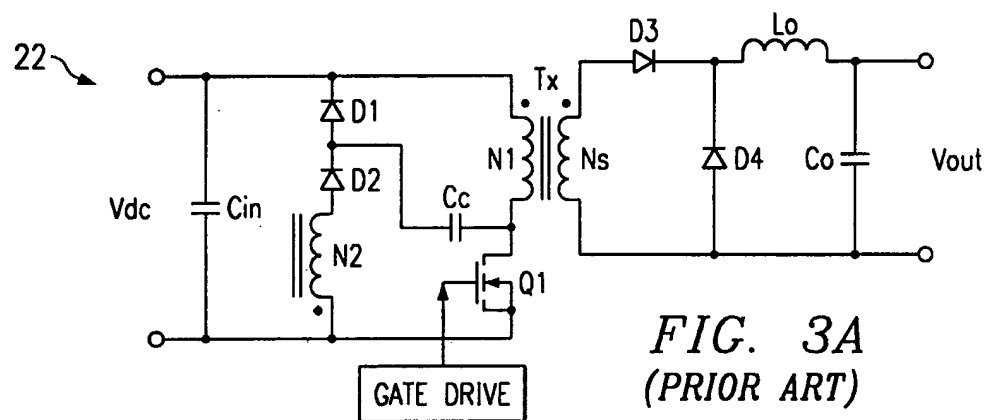 22
D3
Lo
Tx
D1
N1
Ns
D2
D4
Co
Vout
Vdc
Cin
Cc
N2
Q1
GATE DRIVE
FIG. 3A
(PRIOR ART)